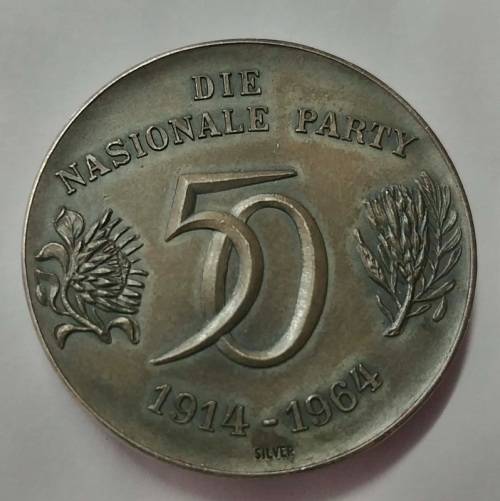 DIE
NASIONALE PARTY
50
1914-1964
SILVER